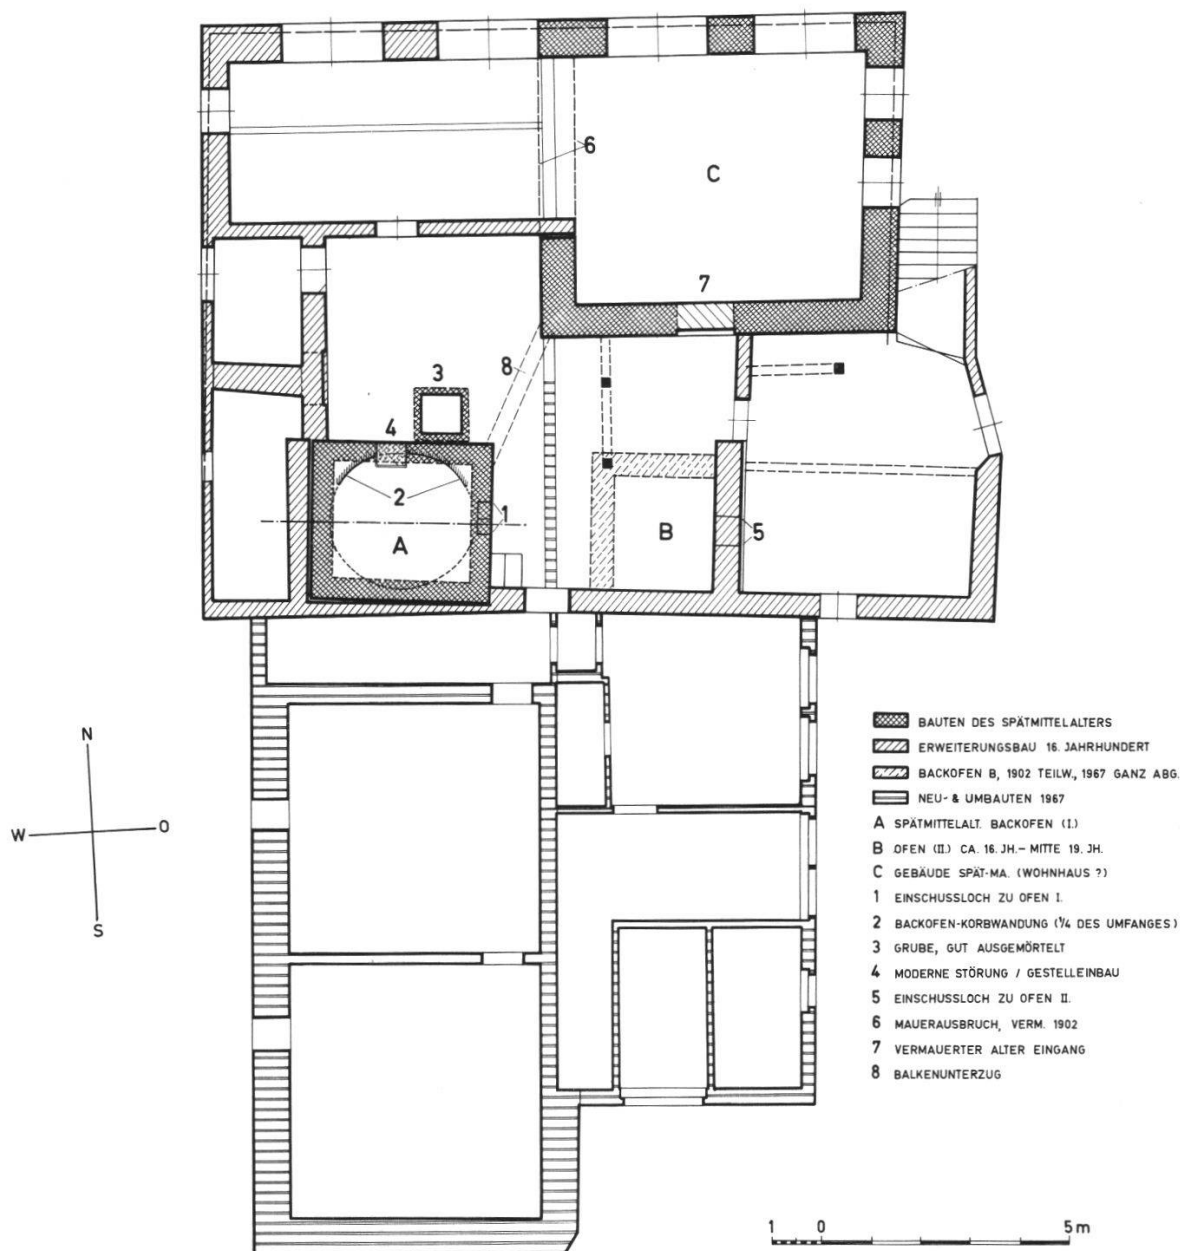 6
C
7
8
3
4
2
1
A
B
5
N
W
O
S
BAUTEN DES SPÄTMITTELALTERS
ERWEITERUNGSBAU 16. JAHRHUNDERT
BACKOFEN B, 1902 TEILW., 1967 GANZ ABG.
NEU- & UMBAUTEN 1967
A SPÄTMITTELALT. BACKOFEN (I.)
B OFEN (II.) CA. 16. JH. – MITTE 19. JH.
C GEBÄUDE SPÄT-MA. (WOHNHAUS ?)
1 EINSCHUSSLOCH ZU OFEN I.
2 BACKOFEN-KORBWANDUNG (¼ DES UMFANGES)
3 GRUBE, GUT AUSGEMÖRTELT
4 MODERNE STÖRUNG / GESTELLEINBAU
5 EINSCHUSSLOCH ZU OFEN II.
6 MAUERAUSBRUCH, VERM. 1902
7 VERMAUERTER ALTER EINGANG
8 BALKENUNTERZUG
1 0 5 m